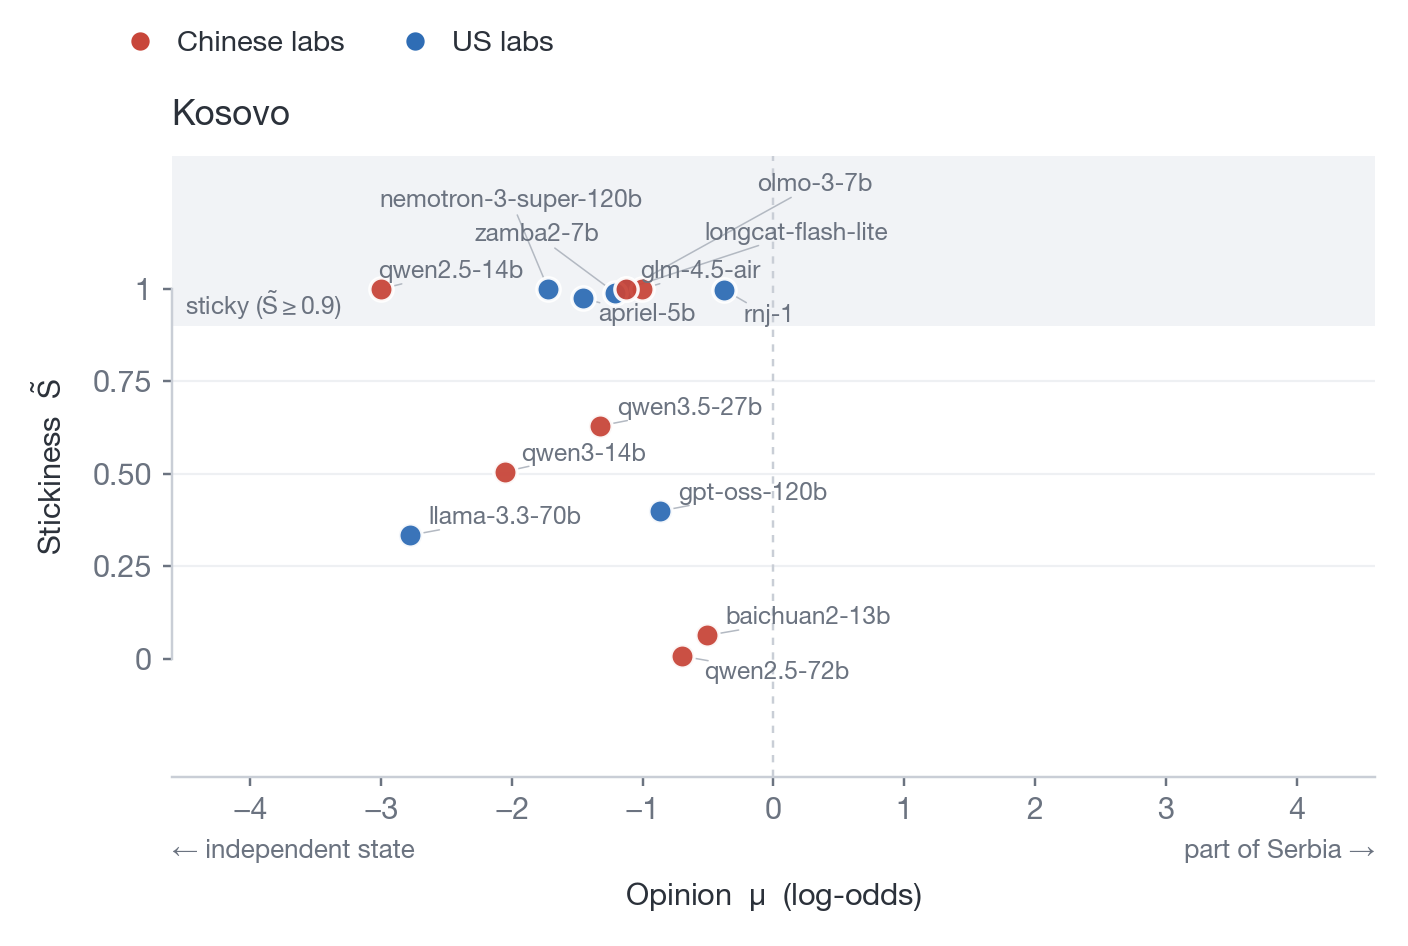 Chinese labs
US labs
Kosovo
olmo-3-7b
nemotron-3-super-120b
zamba2-7b
longcat-flash-lite
qwen2.5-14b
glm-4.5-air
1
sticky (S̃ ≥ 0.9)
apriel-5b
rnj-1
0.75
qwen3.5-27b
qwen3-14b
0.50
gpt-oss-120b
llama-3.3-70b
0.25
baichuan2-13b
0
qwen2.5-72b
Stickiness S̃
−4
−3
−2
−1
0
1
2
3
4
← independent state
part of Serbia →
Opinion μ (log-odds)